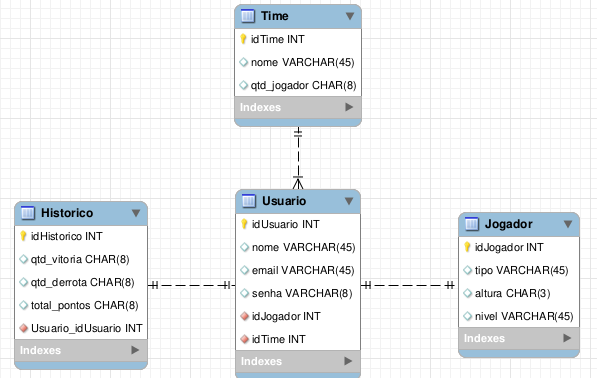 Time
idTime INT
nome VARCHAR(45)
qtd_jogador CHAR(8)
Indexes
Historico
idHistorico INT
qtd_vitoria CHAR(8)
qtd_derrota CHAR(8)
total_pontos CHAR(8)
Usuario_idUsuario INT
Indexes
Usuario
idUsuario INT
nome VARCHAR(45)
email VARCHAR(45)
senha VARCHAR(8)
idJogador INT
idTime INT
Indexes
Jogador
idJogador INT
tipo VARCHAR(45)
altura CHAR(3)
nivel VARCHAR(45)
Indexes